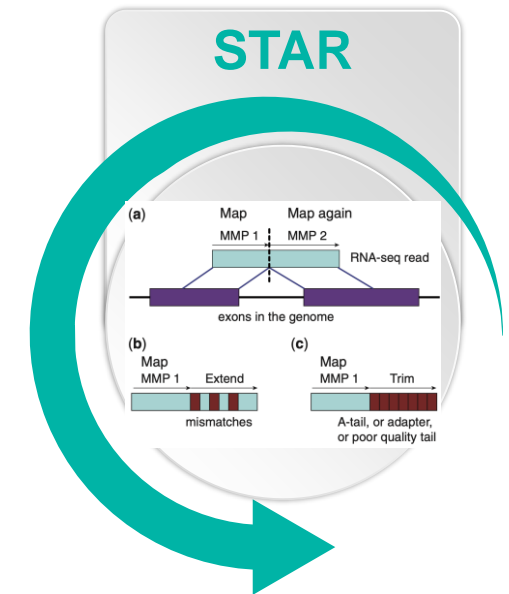 STAR
(a)
Map
Map again
MMP 1
MMP 2
RNA-seq read
exons in the genome
(b)
Map
MMP 1
Extend
mismatches
(c)
Map
MMP 1
Trim
A-tail, or adapter,
or poor quality tail